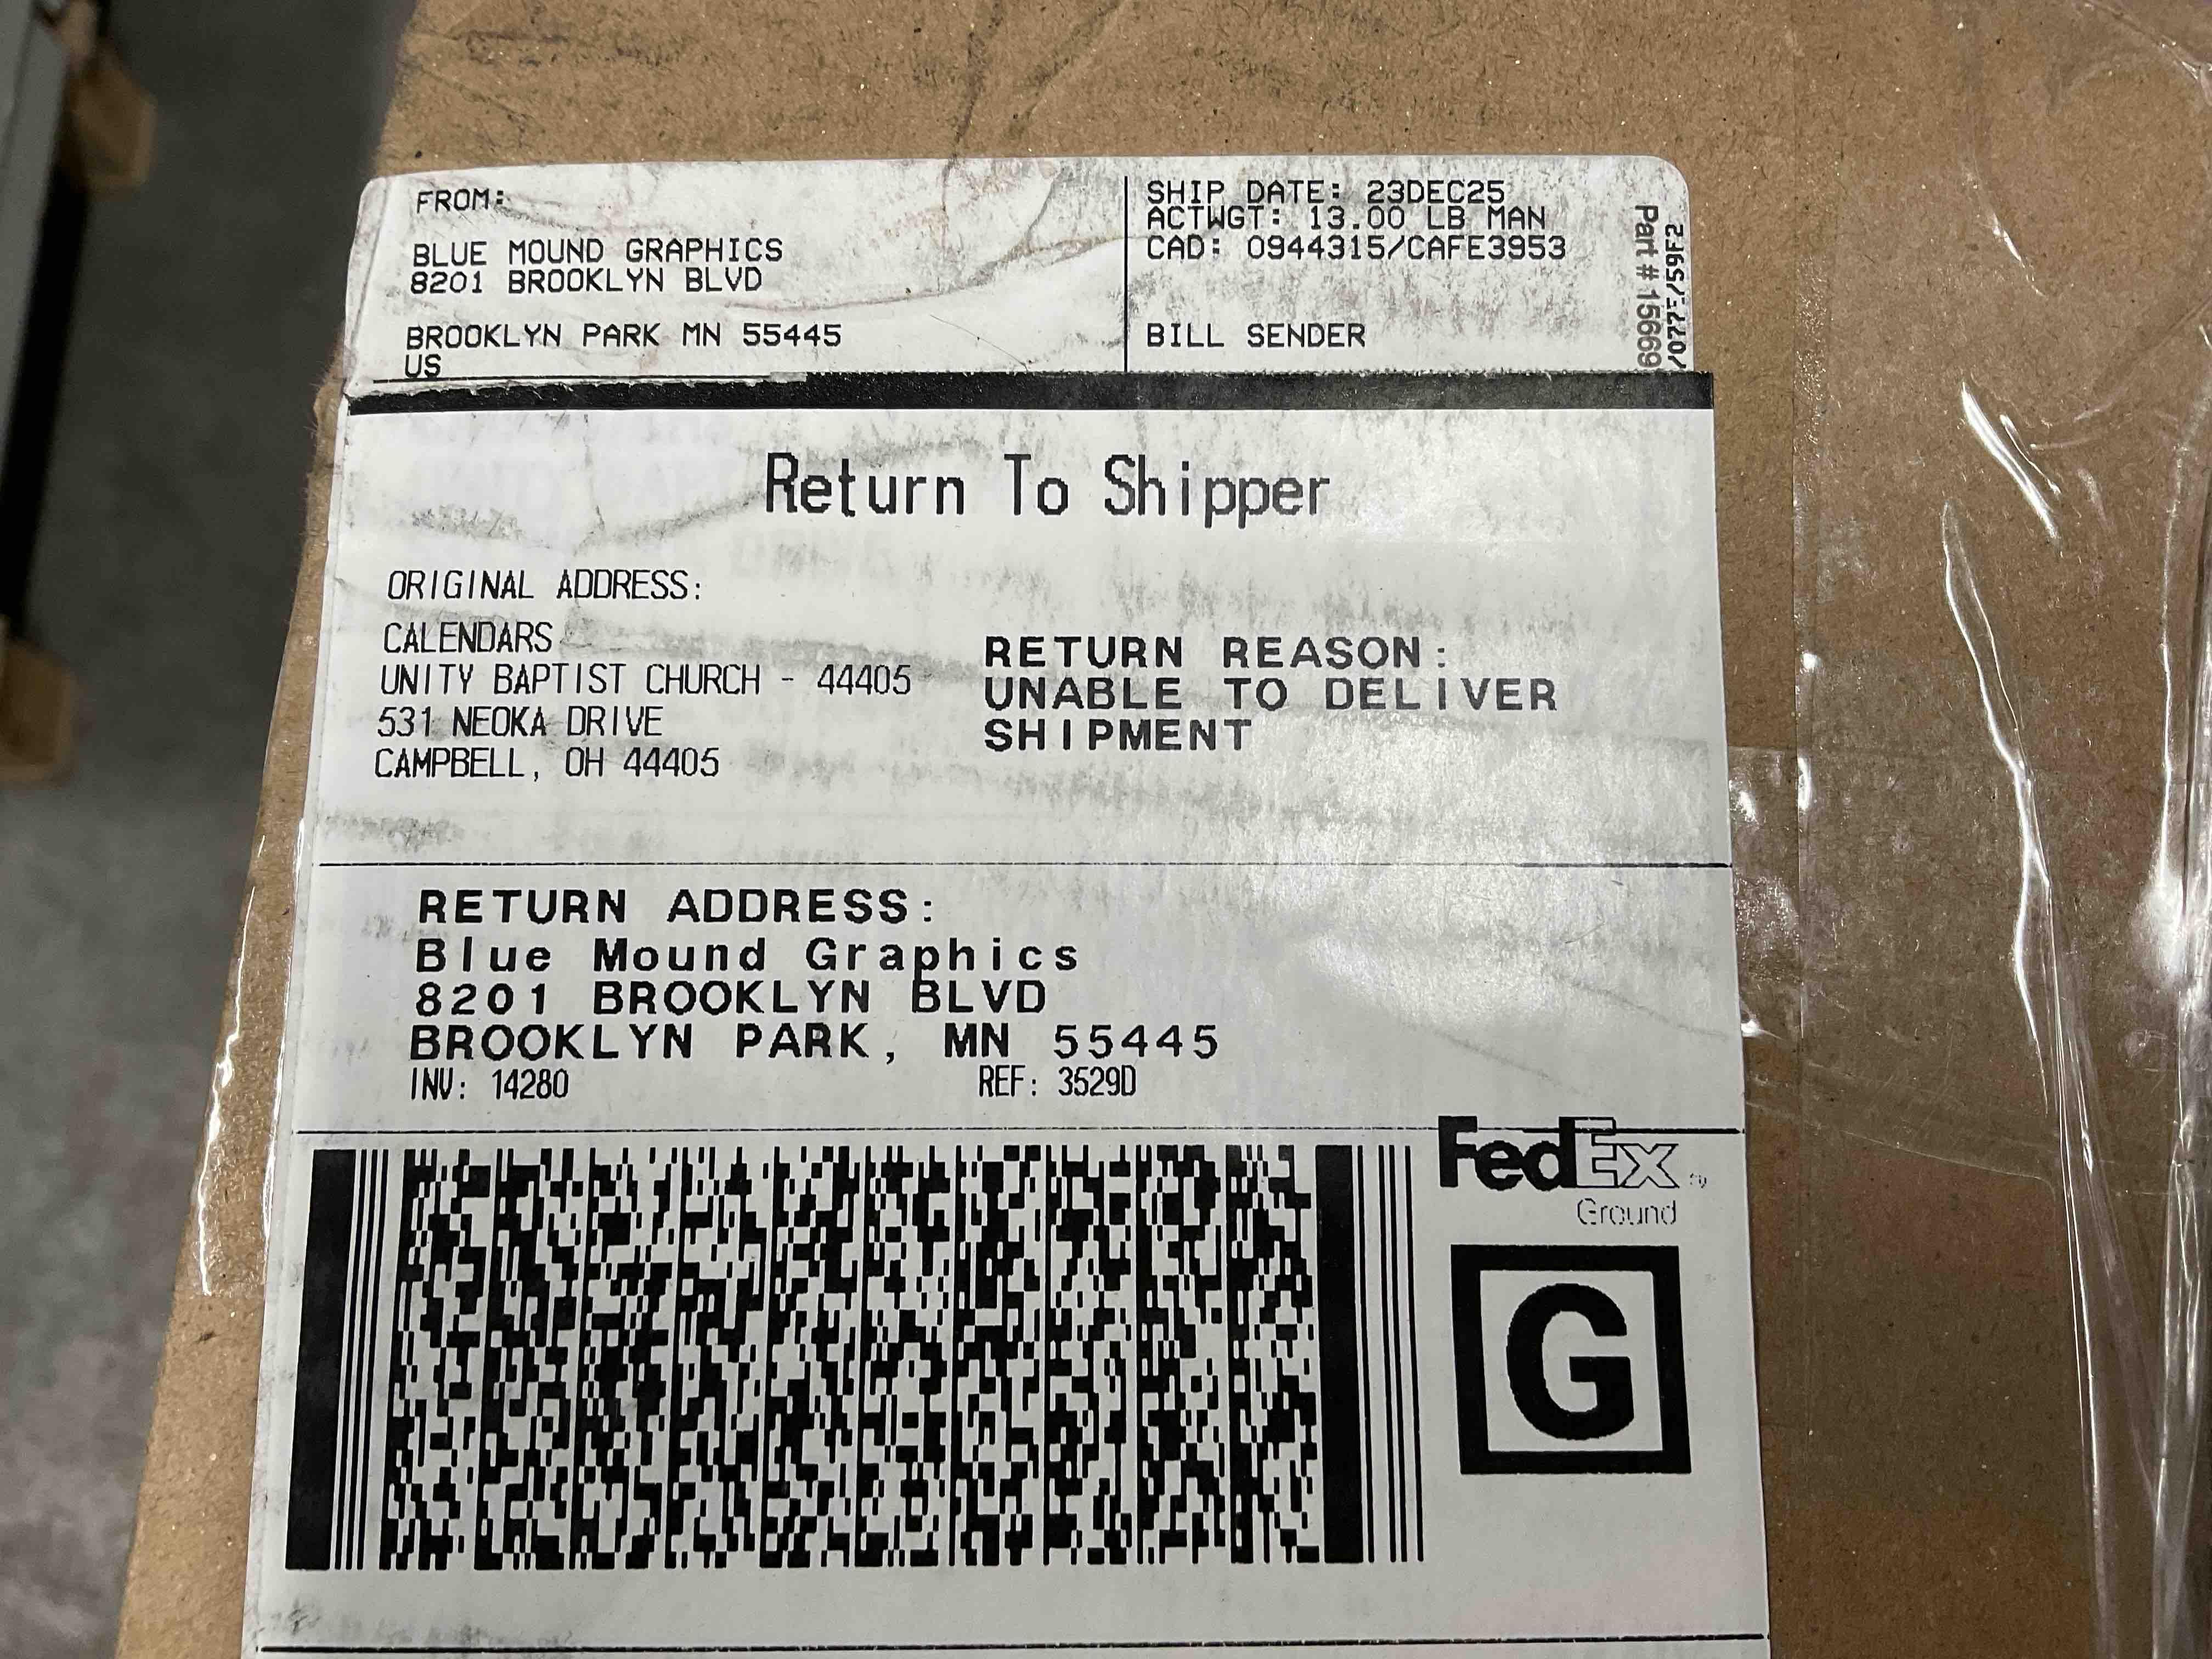 FROM:
BLUE MOUND GRAPHICS
8201 BROOKLYN BLVD
BROOKLYN PARK MN 55445
US
SHIP DATE: 23DEC25
ACTWGT: 13.00 LB MAN
CAD: 0944315/CAFE3953
BILL SENDER
Part # 15669
Return To Shipper
ORIGINAL ADDRESS:
CALENDARS
UNITY BAPTIST CHURCH - 44405
531 NEOKA DRIVE
CAMPBELL, OH 44405
RETURN REASON:
UNABLE TO DELIVER
SHIPMENT
RETURN ADDRESS:
Blue Mound Graphics
8201 BROOKLYN BLVD
BROOKLYN PARK, MN 55445
INV: 14280 REF: 3529D
FedEx
Ground
G